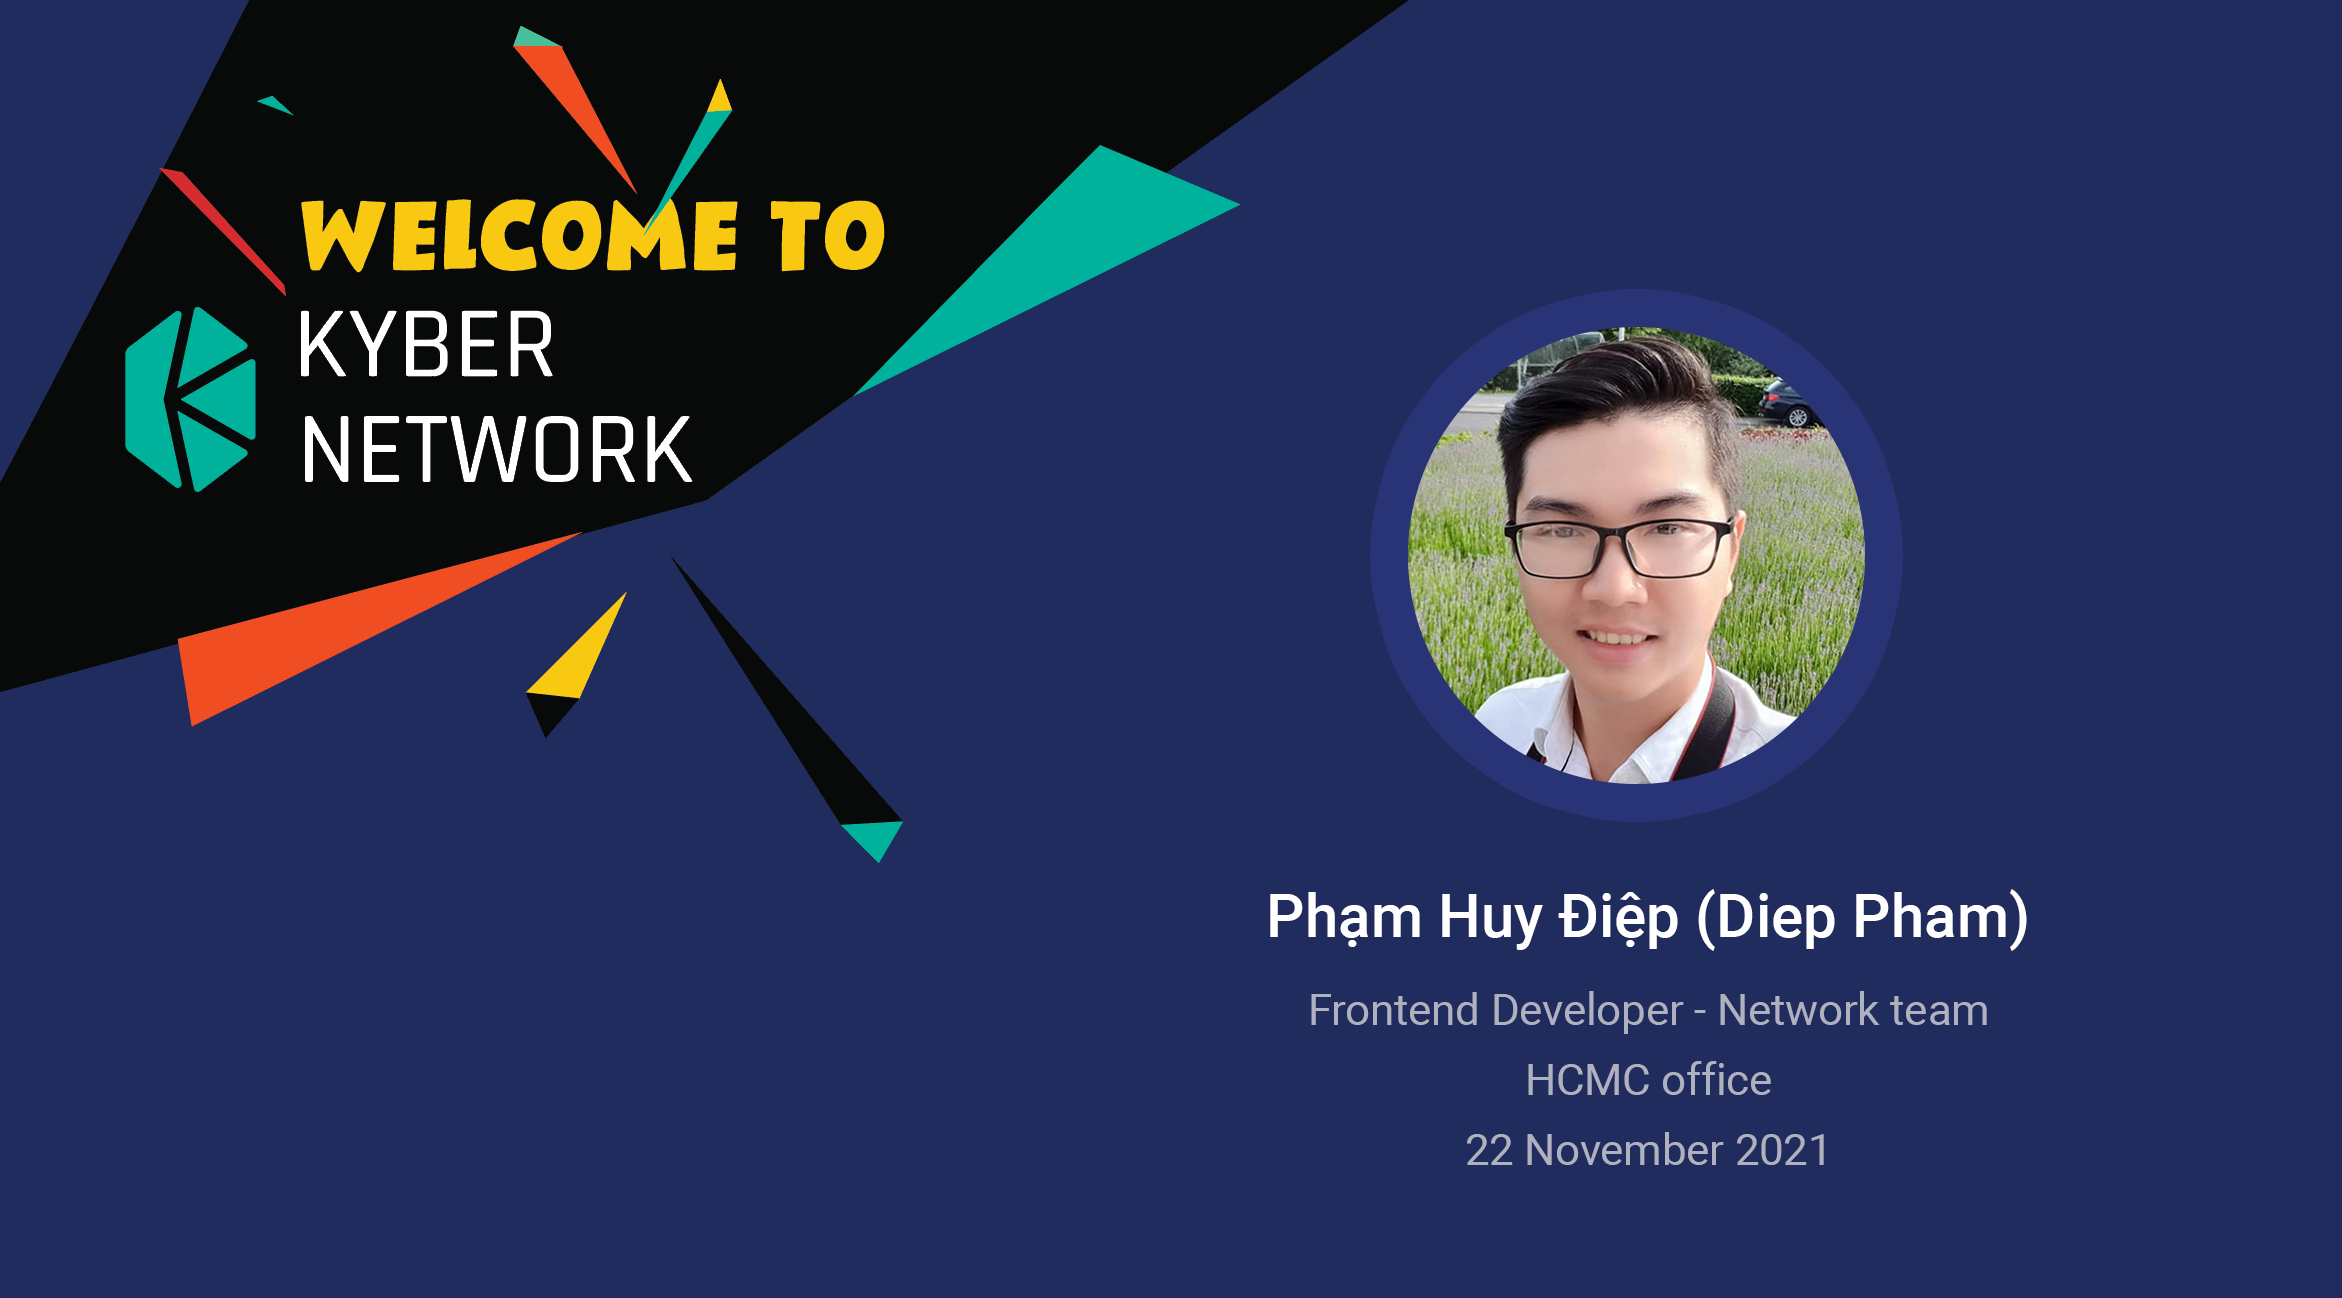 WELCOME TO
KYBER
NETWORK
Phạm Huy Điệp (Diep Pham)
Frontend Developer - Network team
HCMC office
22 November 2021